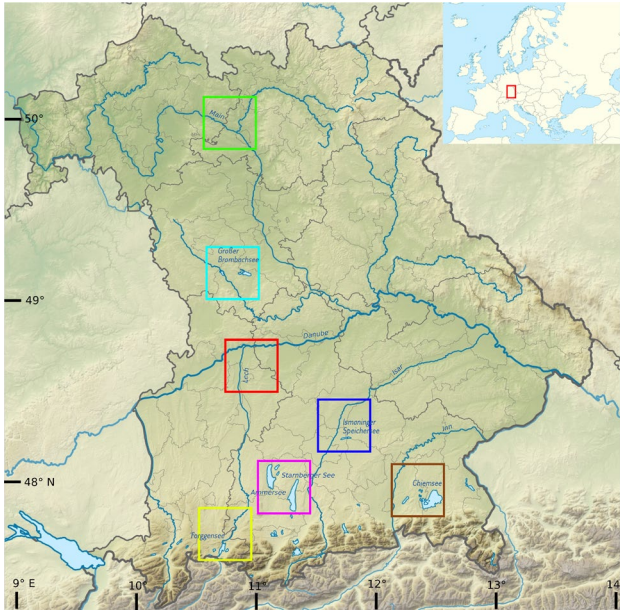 50°
Main
Großer
Brombachsee
49°
Danube
Lech
Isar
Ismaninger
Speichersee
Inn
48° N
Starnberger See
Ammersee
Chiemsee
Forggensee
9° E
10°
11°
12°
13°
14